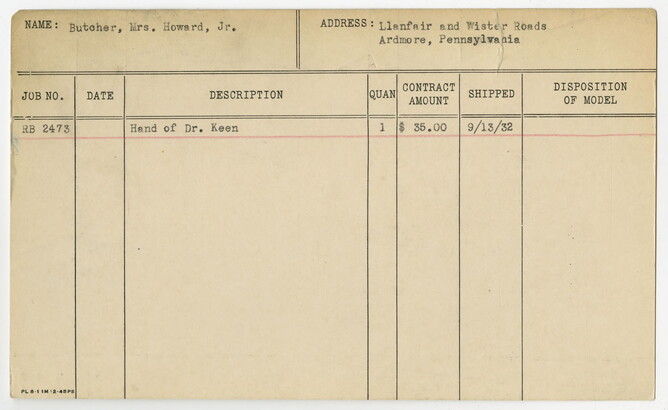 NAME: Butcher, Mrs. Howard, Jr.
ADDRESS: Llanfair and Wister Roads
Ardmore, Pennsylvania
JOB NO. DATE DESCRIPTION QUAN CONTRACT AMOUNT SHIPPED DISPOSITION OF MODEL
RB 2473 Hand of Dr. Keen 1 $ 35.00 9/13/32